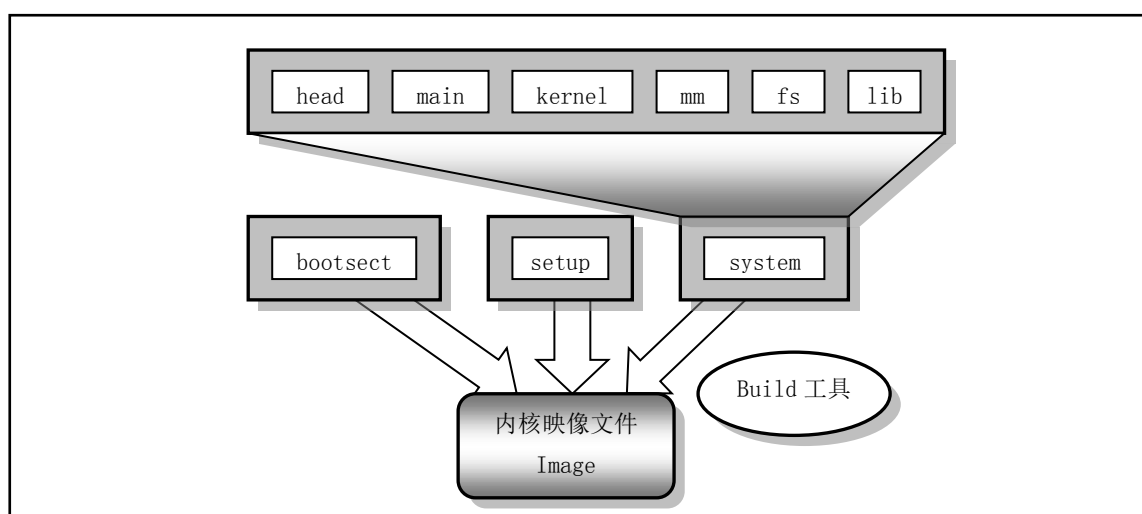 head main kernel mm fs lib
bootsect setup system
Build 工具
内核映像文件
Image